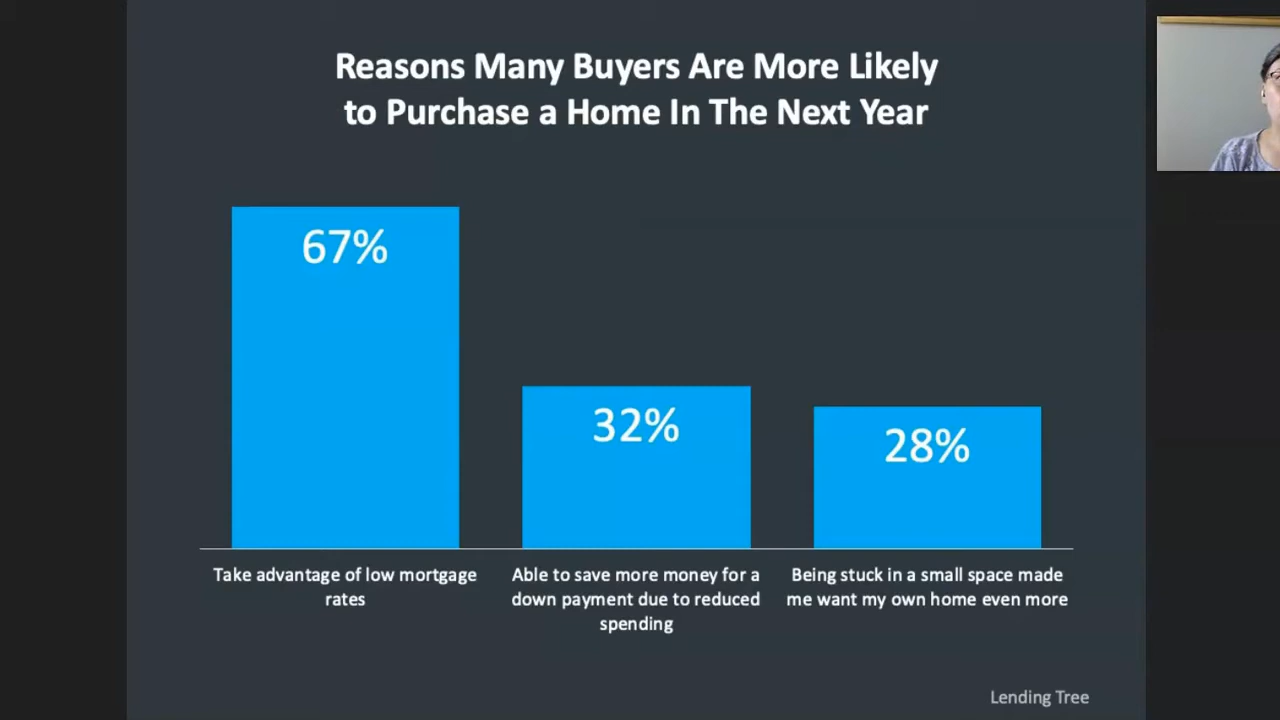 Reasons Many Buyers Are More Likely
to Purchase a Home In The Next Year
67%
32%
28%
Take advantage of low mortgage
rates
Able to save more money for a
down payment due to reduced
spending
Being stuck in a small space made
me want my own home even more
Lending Tree